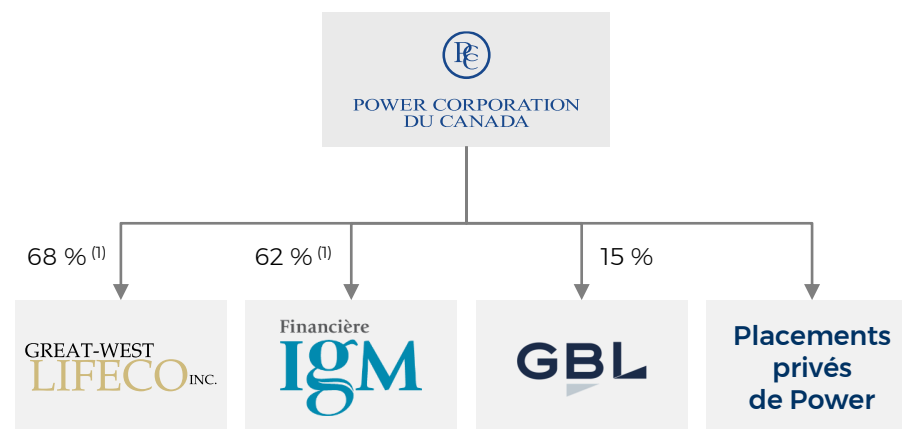 PCC
POWER CORPORATION
DU CANADA
68 % (1)
62 % (1)
15 %
GREAT-WEST
LIFECO INC.
Financière
IGM
GBL
Placements
privés
de Power